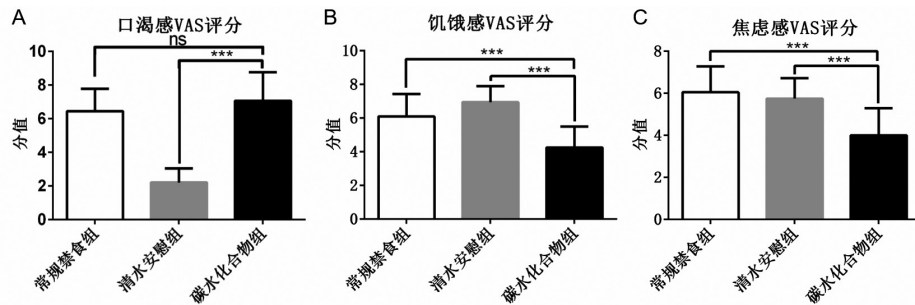 A
口渴感VAS评分
ns
***
分值
10
8
6
4
2
0
常规禁食组
清水安慰组
碳水化合物组
B
饥饿感VAS评分
***
***
分值
10
8
6
4
2
0
常规禁食组
清水安慰组
碳水化合物组
C
焦虑感VAS评分
***
***
分值
8
6
4
2
0
常规禁食组
清水安慰组
碳水化合物组